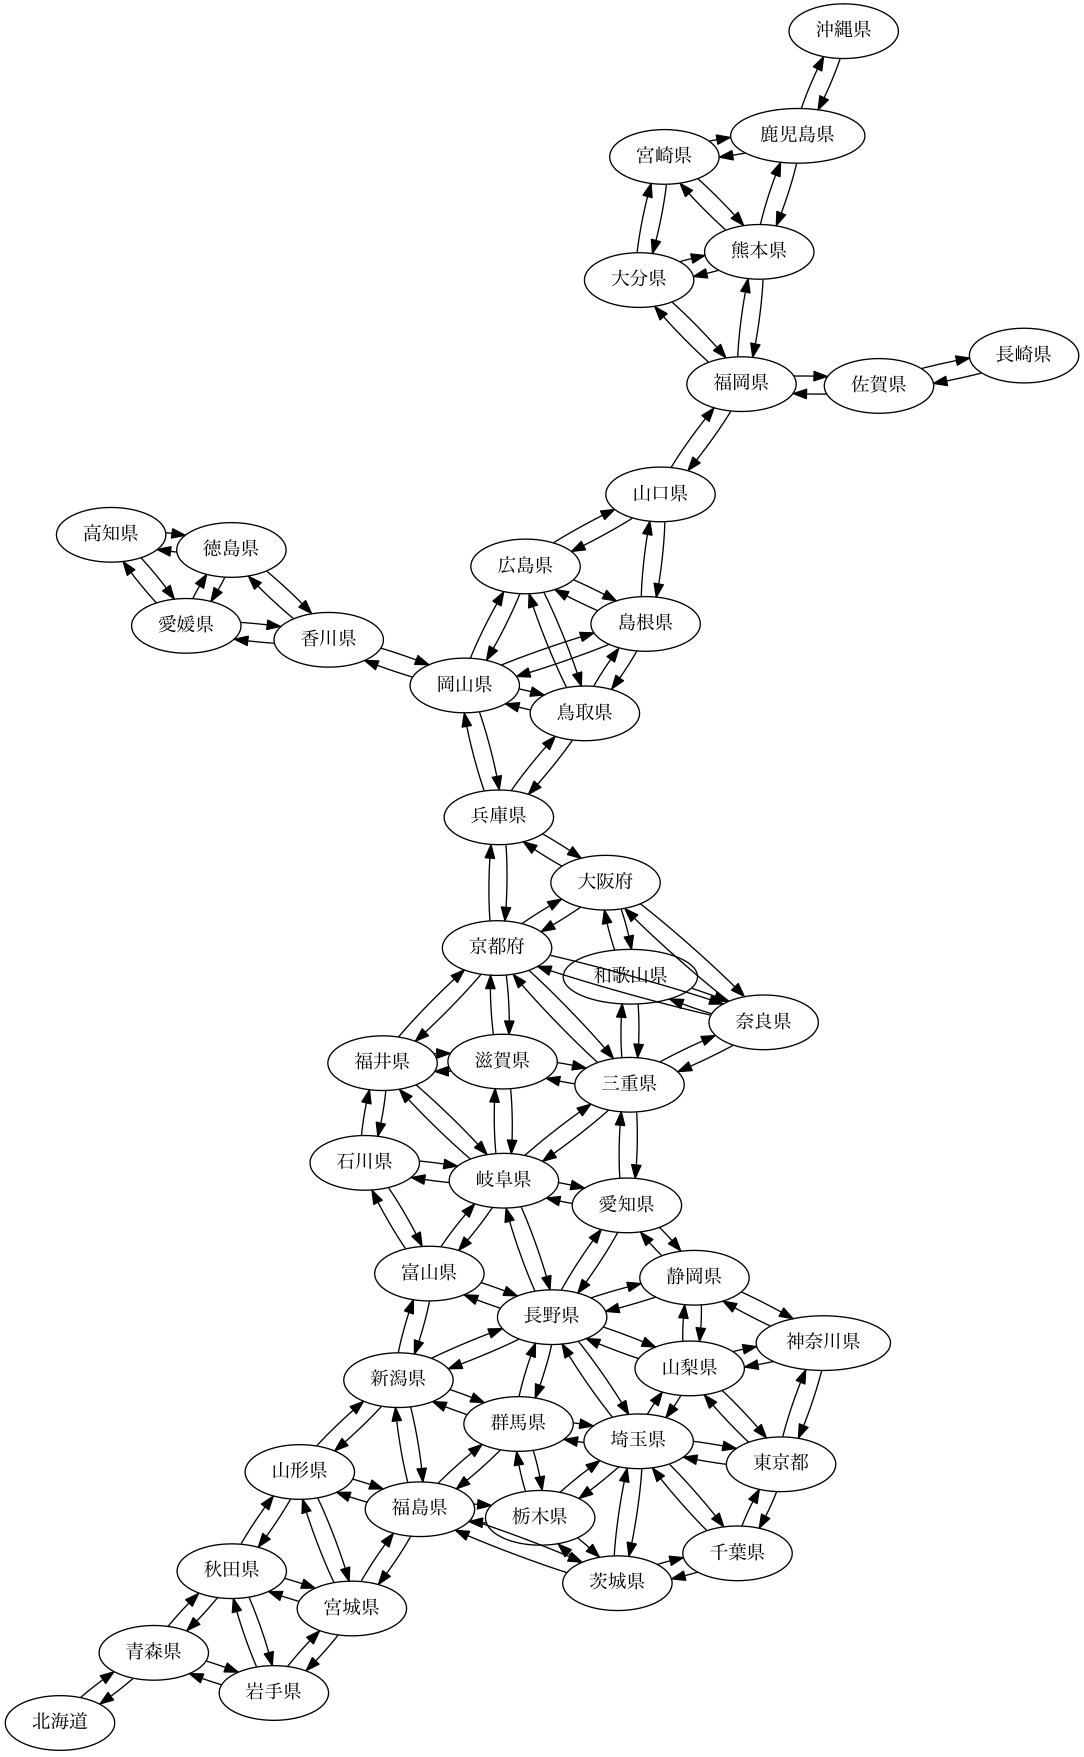 沖縄県
鹿児島県
宮崎県
熊本県
大分県
長崎県
福岡県
佐賀県
山口県
高知県
徳島県
広島県
愛媛県
島根県
香川県
岡山県
鳥取県
兵庫県
大阪府
京都府
和歌山県
奈良県
福井県
滋賀県
三重県
石川県
岐阜県
愛知県
富山県
静岡県
長野県
神奈川県
山梨県
新潟県
群馬県
埼玉県
山形県
東京都
福島県
栃木県
千葉県
秋田県
茨城県
宮城県
青森県
岩手県
北海道